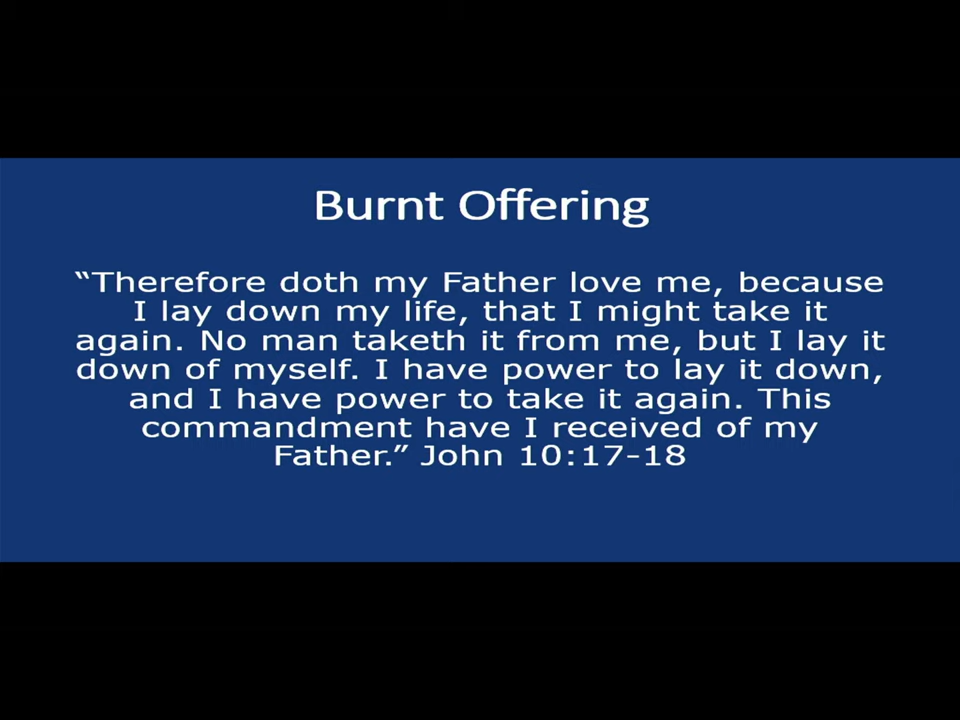 Burnt Offering
“Therefore doth my Father love me, because
I lay down my life, that I might take it
again. No man taketh it from me, but I lay it
down of myself. I have power to lay it down,
and I have power to take it again. This
commandment have I received of my
Father.” John 10:17-18